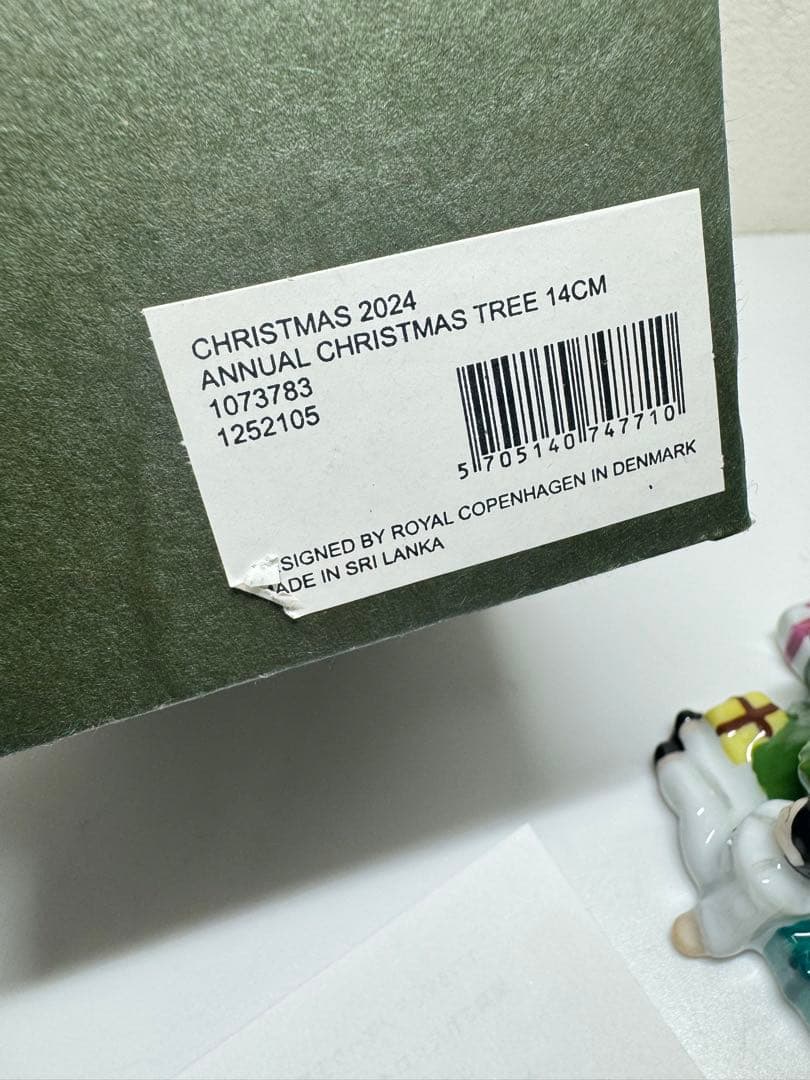 CHRISTMAS 2024
ANNUAL CHRISTMAS TREE 14CM
1073783
1252105
5 705140 747710
SIGNED BY ROYAL COPENHAGEN IN DENMARK
ADE IN SRI LANKA